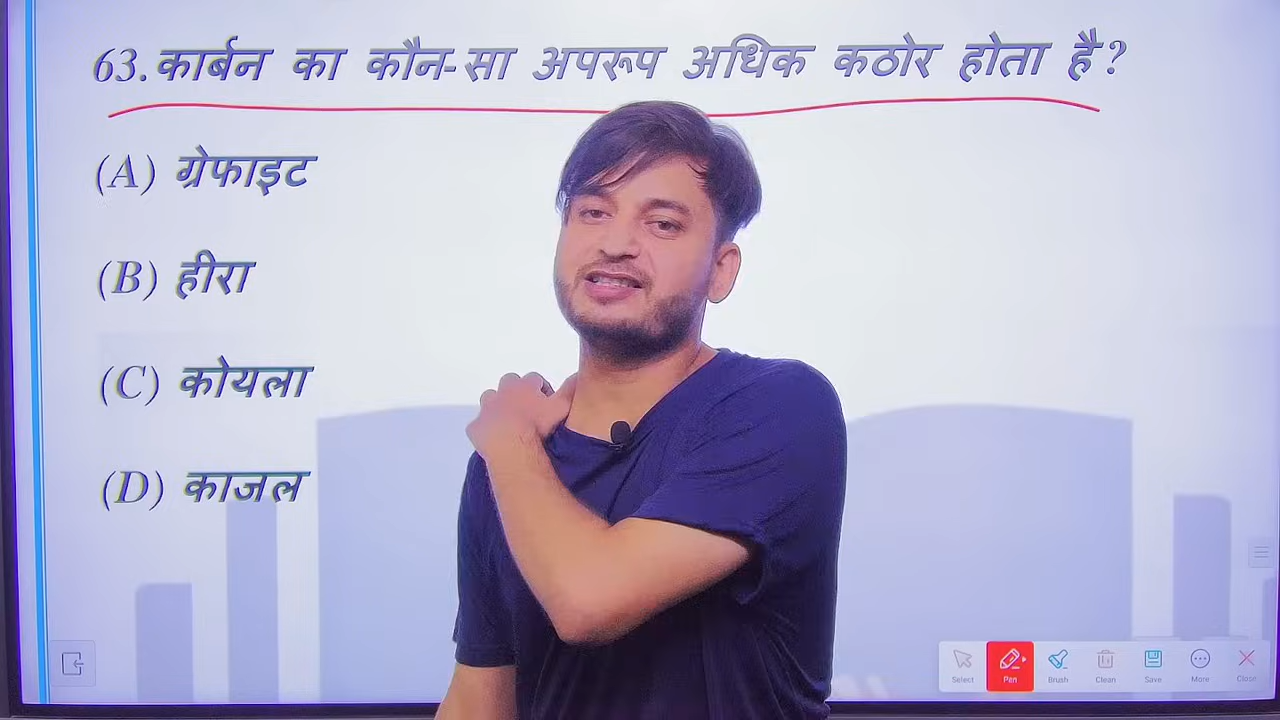 63. कार्बन का कौन-सा अपरूप अधिक कठोर होता है?
(A) ग्रेफाइट
(B) हीरा
(C) कोयला
(D) काजल
Select Pen Brush Clean Save More Close